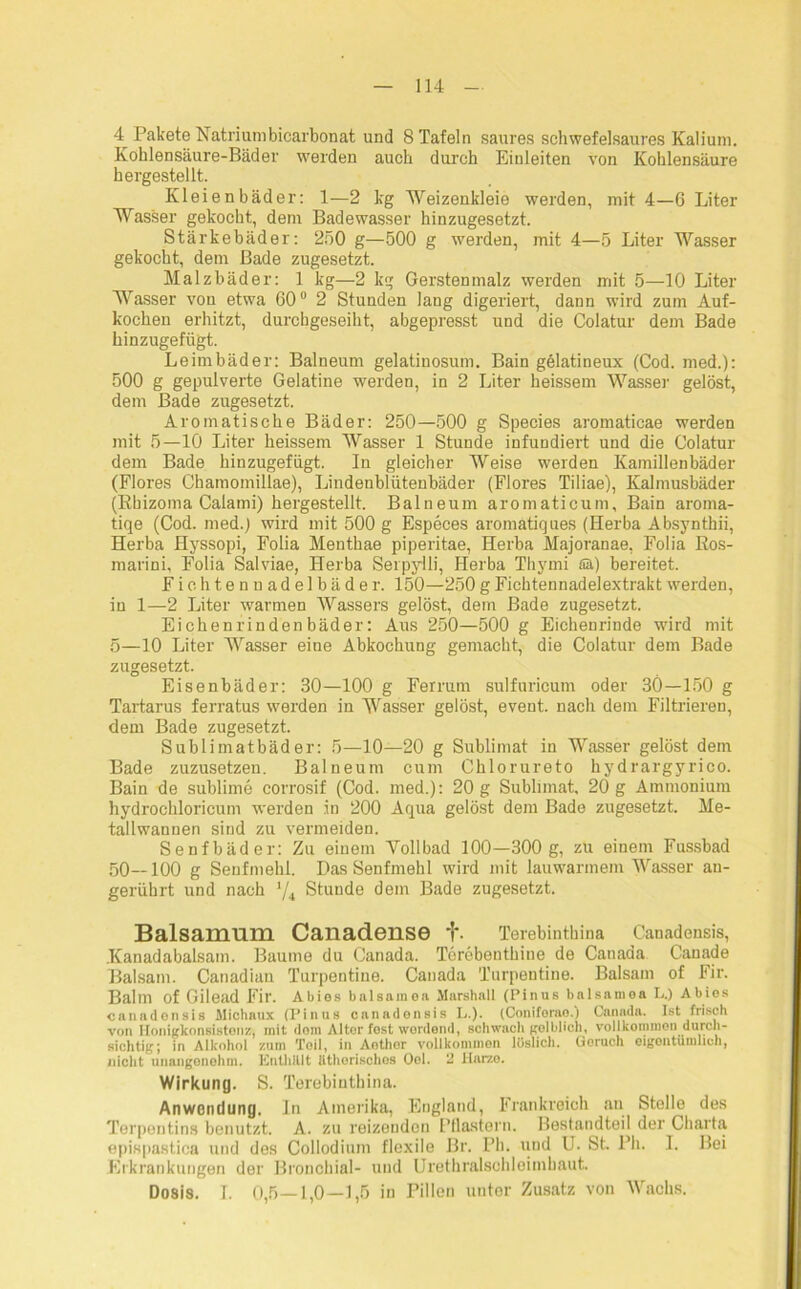 — 114 —
4 Pakete Natriumbicarbonat und 8 Tafeln saures schwefelsaures Kalium.
Kohlensäure-Bäder werden auch durch Einleiten von Kohlensäure
hergestellt.
Kleienbäder: 1—2 kg Weizenkleie werden, mit 4—6 Liter
Wasser gekocht, dem Badewasser hinzugesetzt.
Stärkebäder: 250 g—500 g werden, mit 4—5 Liter Wasser
gekocht, dem Bade zugesetzt.
Malzbäder: 1 kg—2 kg Gerstenmalz werden mit 5—10 Liter
Wasser von etwa 60° 2 Stunden lang digeriert, dann wird zum Auf-
kochen erhitzt, durchgeseiht, abgepresst und die Colatur dem Bade
hinzugefügt.
Leimbäder: Balneum gelatinosum. Bain gélatineux (Cod. med.):
500 g gepulverte Gelatine werden, in 2 Liter heissem Wasser gelöst,
dem Bade zugesetzt.
Aromatische Bäder: 250—500 g Species aromaticae werden
mit 5—10 Liter heissem Wasser 1 Stunde infundiert und die Colatur
dem Bade hinzugefügt. In gleicher Weise werden Kamillenbäder
(Flores Chamomillae), Lindenblütenbäder (Flores Tiliae), Kalmusbäder
(Rhizoma Calami) hergestellt. Balneum aromaticum, Bain aroma-
tiqe (Cod. med.) wird mit 500 g Espéces aromatiques (Herba Absynthii,
Herba Hyssopi, Folia Menthae piperitae, Herba Majoranae, Folia Ros-
marini, Folia Salviae, Herba Serpylli, Herba Thymi āā) bereitet.
Fichtennadelbäder. 150—250 g Fichtennadelextrakt werden,
in 1—2 Liter warmen Wassers gelöst, dem Bade zugesetzt.
Eichenrindenbäder: Aus 250—500 g Eichenrinde wird mit
5—10 Liter Wasser eine Abkochung gemacht, die Colatur dem Bade
zugesetzt.
Eisenbäder: 30—100 g Ferrum sulfuricum oder 30—150 g
Tartarus ferratus werden in Wasser gelöst, event. nach dem Filtrieren,
dem Bade zugesetzt.
Sublimatbäder: 5—10—20 g Sublimat in Wasser gelöst dem
Bade zuzusetzen. Balneum cum Chlorureto hydrargyrico.
Bain de sublimé corrosif (Cod. med.): 20 g Sublimat, 20 g Ammonium
hydrochloricum werden in 200 Aqua gelöst dem Bade zugesetzt. Me-
tallwannen sind zu vermeiden.
Senfbäder: Zu einem Vollbad 100—300 g, zu einem Fussbad
50—100 g Senfmehl. Das Senfmehl wird mit lauwarmem Wasser an-
gerührt und nach 1/4 Stunde dem Bade zugesetzt.
Balsamum Canadense †. Terebinthina Canadensis,
Kanadabalsam. Baume du Canada. Térébenthine de Canada Canade
Balsam. Canadian Turpentine. Canada Turpentine. Balsam of Fir.
Balm of Gilead Fir. Abies balsamea Marshall (Pinus balsamea L.) Abies
canadensis Michaux (Pinus canadensis L.). (Coniferae.) Canada. Ist frisch
von Honigkonsistenz, mit dem Alter fest werdend, schwach gelblich, vollkommen durch-
sichtig; in Alkohol zum Teil, in Aether vollkommen löslich. Geruch eigentümlich,
nicht unangenehm. Enthält ätherisches Oel. 2 Harze.
Wirkung. S. Terebinthina.
Anwendung. In Amerika, England, Frankreich an Stelle des
Terpentins benutzt. A. zu reizenden Pflastern. Bestandteil der Charta
epispastica und des Collodium flexile Br. Ph. und U. St. Ph. I. Bei
Erkrankungen der Bronchial- und Urethralschleimhaut.
Dosis. I. 0,5—1,0—1,5 in Pillen unter Zusatz von Wachs.